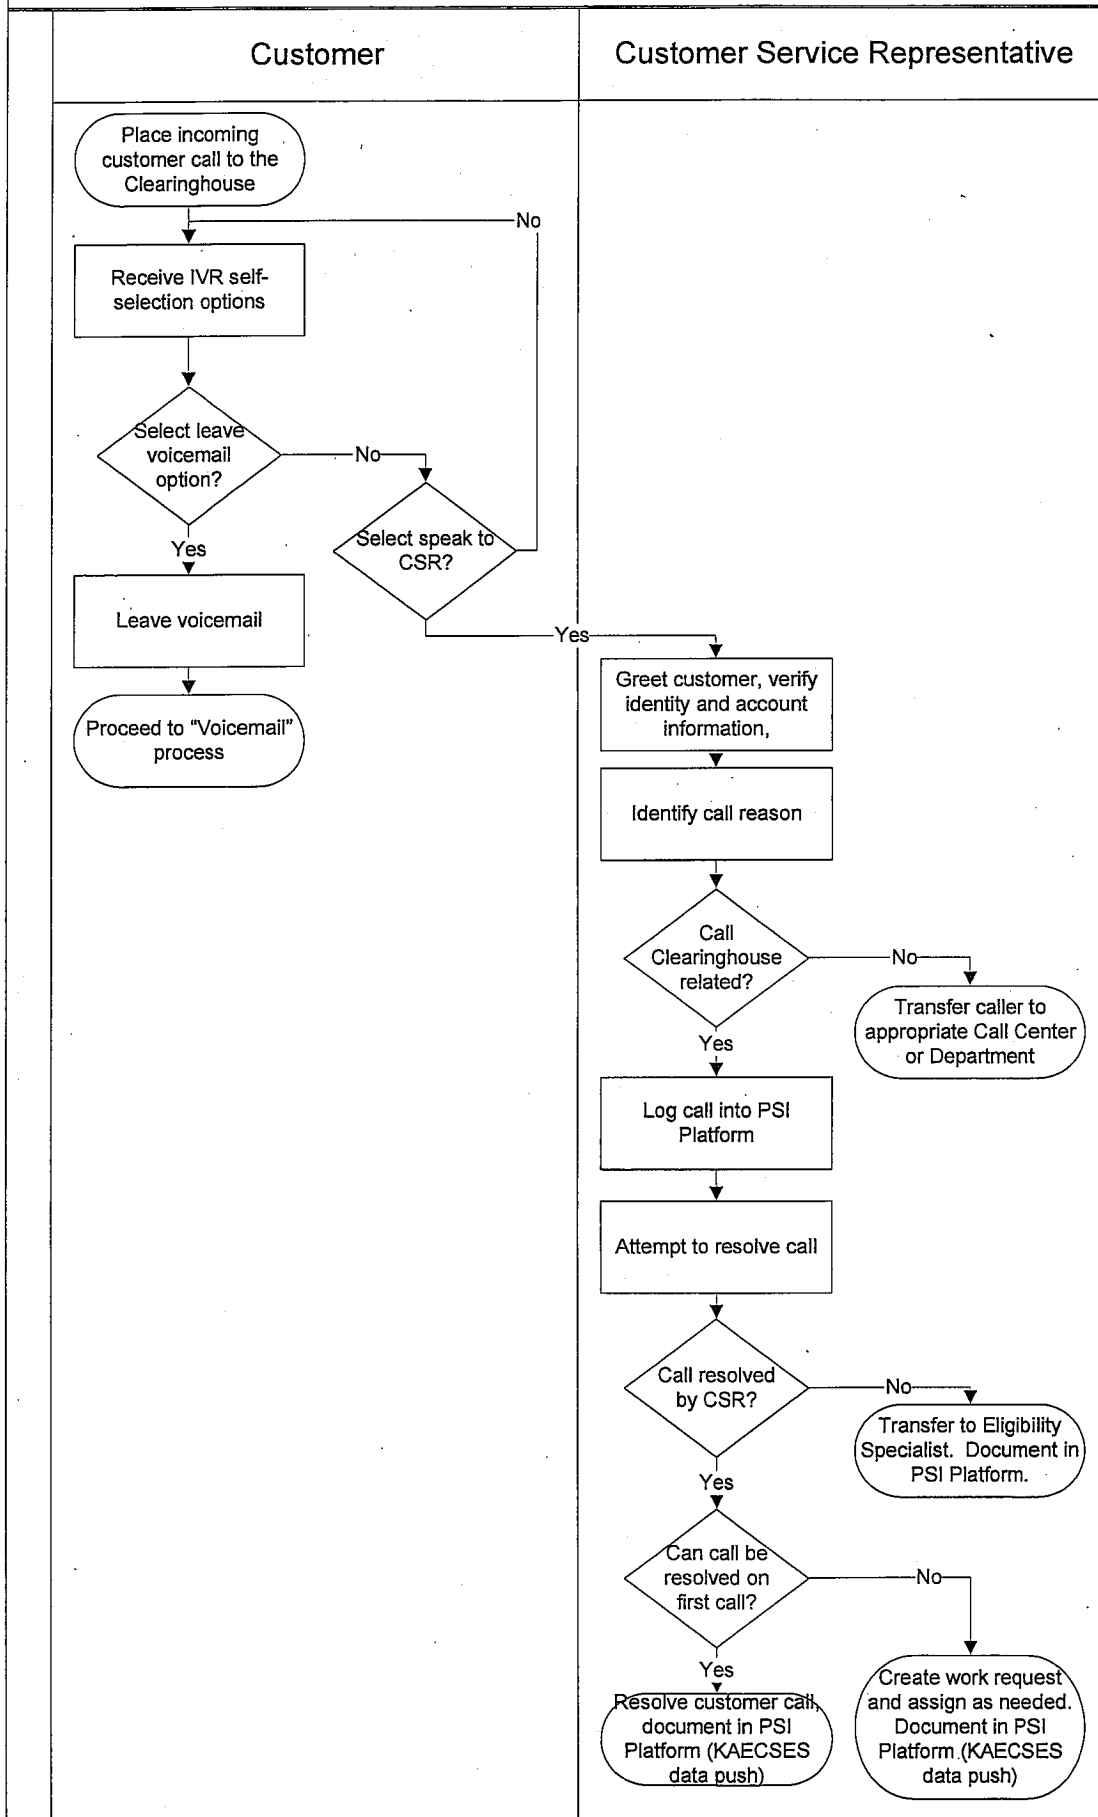 Customer
Customer Service Representative
Place incoming
customer call to the
Clearinghouse
No
Receive IVR self-
selection options
Select leave
voicemail
option?
No
Select speak to
CSR?
Yes
Leave voicemail
Yes
Proceed to "Voicemail"
process
Greet customer, verify
identity and account
information,
Identify call reason
Call
Clearinghouse
related?
No
Transfer caller to
appropriate Call Center
or Department
Yes
Log call into PSI
Platform
Attempt to resolve call
Call resolved
by CSR?
No
Transfer to Eligibility
Specialist. Document in
PSI Platform.
Yes
Can call be
resolved on
first call?
No
Yes
Resolve customer call,
document in PSI
Platform (KAECSES
data push)
Create work request
and assign as needed.
Document in PSI
Platform.(KAECSES
data push)